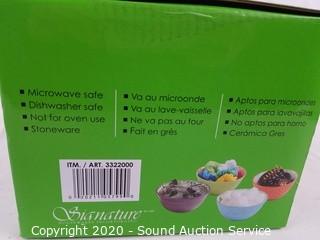 ■ Microwave safe
■ Dishwasher safe
■ Not for oven use
■ Stoneware
■ Va au microonde
■ Va au lave-vaisselle
■ Ne va pas au four
■ Fait en grès
■ Aptos para microondes
■ Aptos para lavavajillas
■ No aptos para horno
■ Cerámica Gres
ITM. / ART. 3322000
Signature
Copyright 2020 - Sound Auction Service